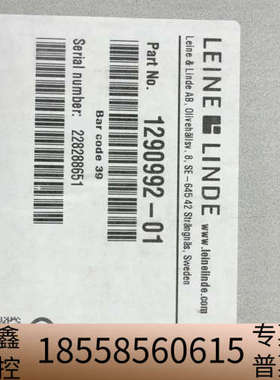 LEINE LINDE
Leine & Linde AB, Olivehällsv. 8, SE-645 42 Strängnäs, Sweden
www.leinelinde.com
Part No. 1290992-01
Bar code 39
Serial number: 228288651
鑫
控
18558560615
专
普